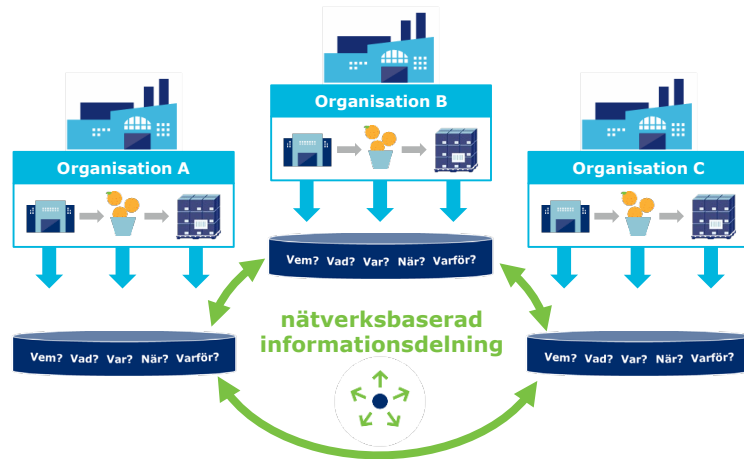 Organisation B
Organisation A
Organisation C
Vem? Vad? Var? När? Varför?
nätverksbaserad
informationsdelning
Vem? Vad? Var? När? Varför?
Vem? Vad? Var? När? Varför?